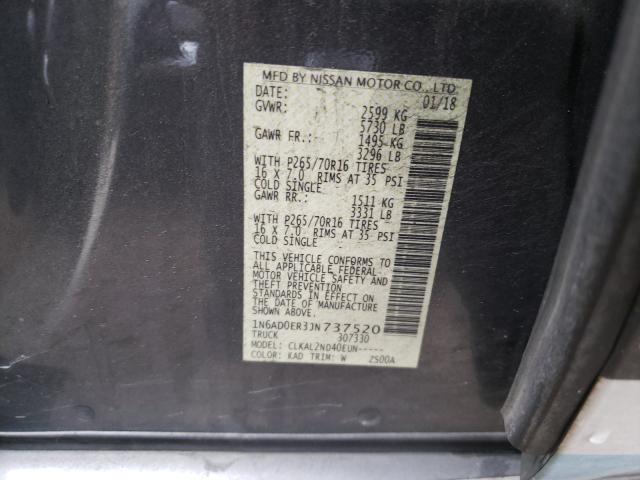 MFD BY NISSAN MOTOR CO., LTD.
DATE: 01/18
GVWR: 2599 KG
5730 LB
GAWR FR.: 1495 KG
3296 LB
WITH P265/70R16 TIRES
16 X 7.0 RIMS AT 35 PSI
COLD SINGLE
GAWR RR.: 1511 KG
3331 LB
WITH P265/70R16 TIRES
16 X 7.0 RIMS AT 35 PSI
COLD SINGLE
THIS VEHICLE CONFORMS TO
ALL APPLICABLE FEDERAL
MOTOR VEHICLE SAFETY AND
THEFT PREVENTION
STANDARDS IN EFFECT ON
THE DATE OF MANUFACTURE
SHOWN ABOVE.
1N6AD0ER3JN737520
TRUCK 307330
MODEL: CLKAL2ND40EUN-----
COLOR: KAD TRIM: W ZS00A